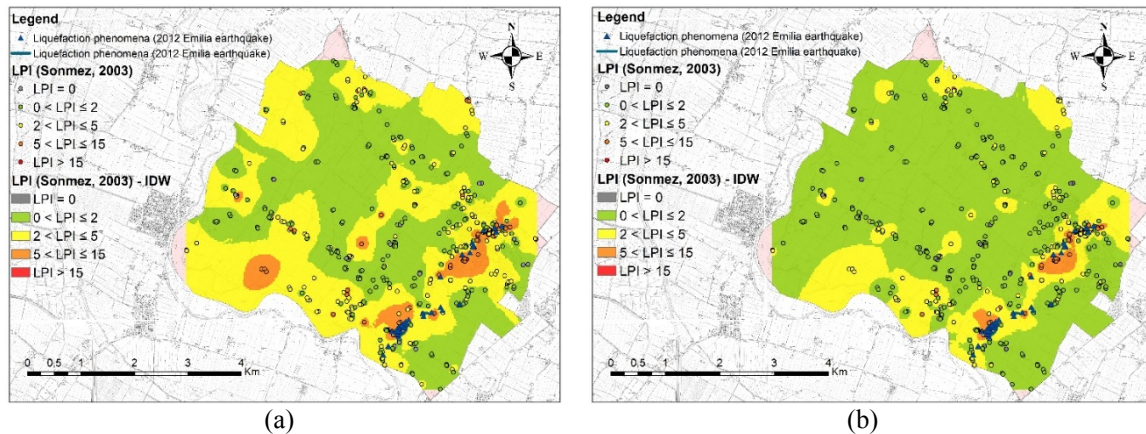 Legend
Liquefaction phenomena (2012 Emilia earthquake)
Liquefaction phenomena (2012 Emilia earthquake)
LPI (Sonmez, 2003)
LPI = 0
0 < LPI ≤ 2
2 < LPI ≤ 5
5 < LPI ≤ 15
LPI > 15
LPI (Sonmez, 2003) - IDW
LPI = 0
0 < LPI ≤ 2
2 < LPI ≤ 5
5 < LPI ≤ 15
LPI > 15
N
W E
S
0 0.5 1 2 3 4
Km
(a)
Legend
Liquefaction phenomena (2012 Emilia earthquake)
Liquefaction phenomena (2012 Emilia earthquake)
LPI (Sonmez, 2003)
LPI = 0
0 < LPI ≤ 2
2 < LPI ≤ 5
5 < LPI ≤ 15
LPI > 15
LPI (Sonmez, 2003) - IDW
LPI = 0
0 < LPI ≤ 2
2 < LPI ≤ 5
5 < LPI ≤ 15
LPI > 15
N
W E
S
0 0.5 1 2 3 4
Km
(b)